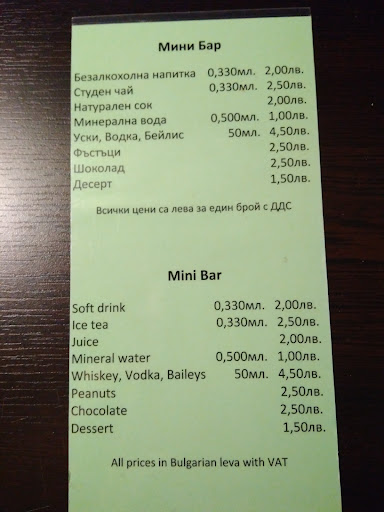 Мини Бар
Безалкохолна напитка 0,330мл. 2,00лв.
Студен чай 0,330мл. 2,50лв.
Натурален сок 2,00лв.
Минерална вода 0,500мл. 1,00лв.
Уски, Водка, Бейлис 50мл. 4,50лв.
Фъстъци 2,50лв.
Шоколад 2,50лв.
Десерт 1,50лв.
Всички цени са лева за един брой с ДДС
Mini Bar
Soft drink 0,330мл. 2,00лв.
Ice tea 0,330мл. 2,50лв.
Juice 2,00лв.
Mineral water 0,500мл. 1,00лв.
Whiskey, Vodka, Baileys 50мл. 4,50лв.
Peanuts 2,50лв.
Chocolate 2,50лв.
Dessert 1,50лв.
All prices in Bulgarian leva with VAT